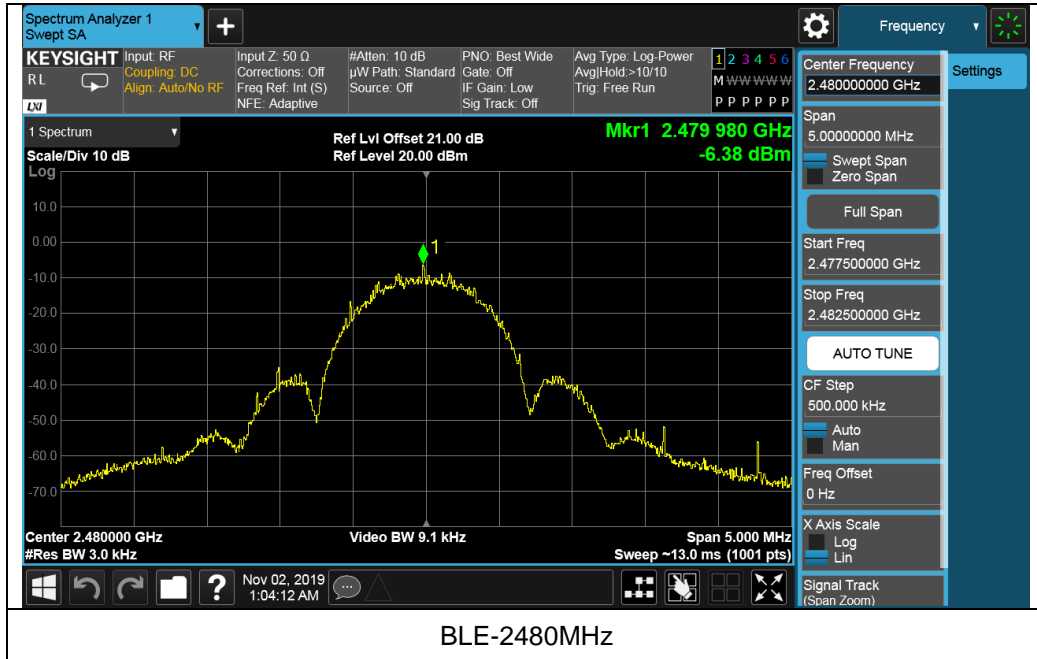 Spectrum Analyzer 1
Swept SA
+
Frequency
KEYSIGHT
RL
LXI
Input: RF
Coupling: DC
Align: Auto/No RF
Input Z: 50 Ω
Corrections: Off
Freq Ref: Int (S)
NFE: Adaptive
#Atten: 10 dB
µW Path: Standard
Source: Off
PNO: Best Wide
Gate: Off
IF Gain: Low
Sig Track: Off
Avg Type: Log-Power
Avg|Hold:>10/10
Trig: Free Run
1 2 3 4 5 6
M W W W W W
P P P P P P
1 Spectrum
Scale/Div 10 dB
Log
Ref Lvl Offset 21.00 dB
Ref Level 20.00 dBm
Mkr1 2.479 980 GHz
-6.38 dBm
1
10.0
0.00
-10.0
-20.0
-30.0
-40.0
-50.0
-60.0
-70.0
Center 2.480000 GHz
#Res BW 3.0 kHz
Video BW 9.1 kHz
Span 5.000 MHz
Sweep ~13.0 ms (1001 pts)
?
Nov 02, 2019
1:04:12 AM
Center Frequency
2.480000000 GHz
Span
5.00000000 MHz
Swept Span
Zero Span
Full Span
Start Freq
2.477500000 GHz
Stop Freq
2.482500000 GHz
AUTO TUNE
CF Step
500.000 kHz
Auto
Man
Freq Offset
0 Hz
X Axis Scale
Log
Lin
Signal Track
(Span Zoom)
Settings
BLE-2480MHz